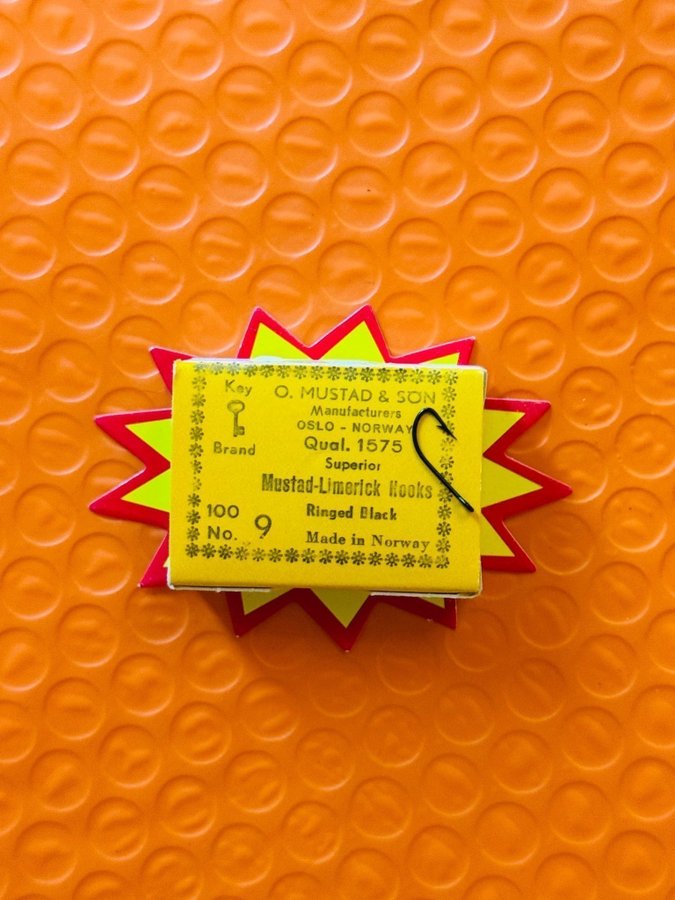 Key
Brand
100
No. 9
O. MUSTAD & SÖN
Manufacturers
OSLO - NORWAY
Qual. 1575
Superior
Mustad-Limerick Hooks
Ringed Black
Made in Norway